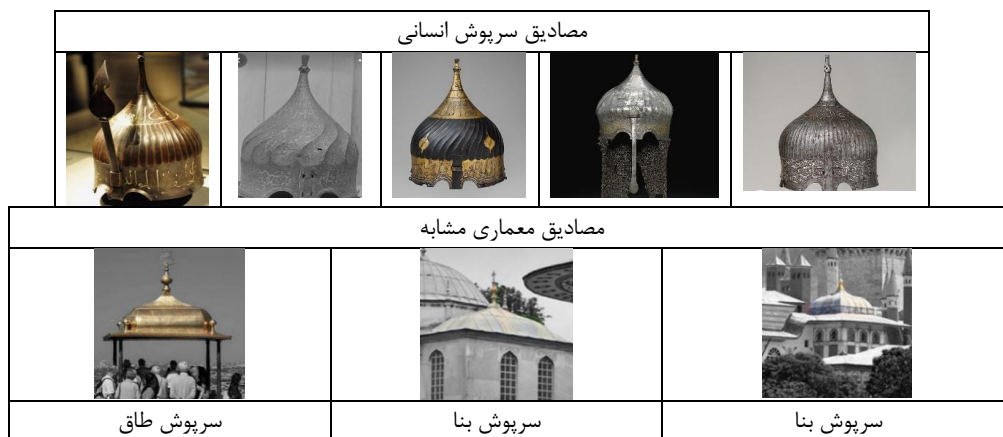 مصادیق سرپوش انسانی
مصادیق معماری مشابه
سرپوش بنا
سرپوش بنا
سرپوش طاق